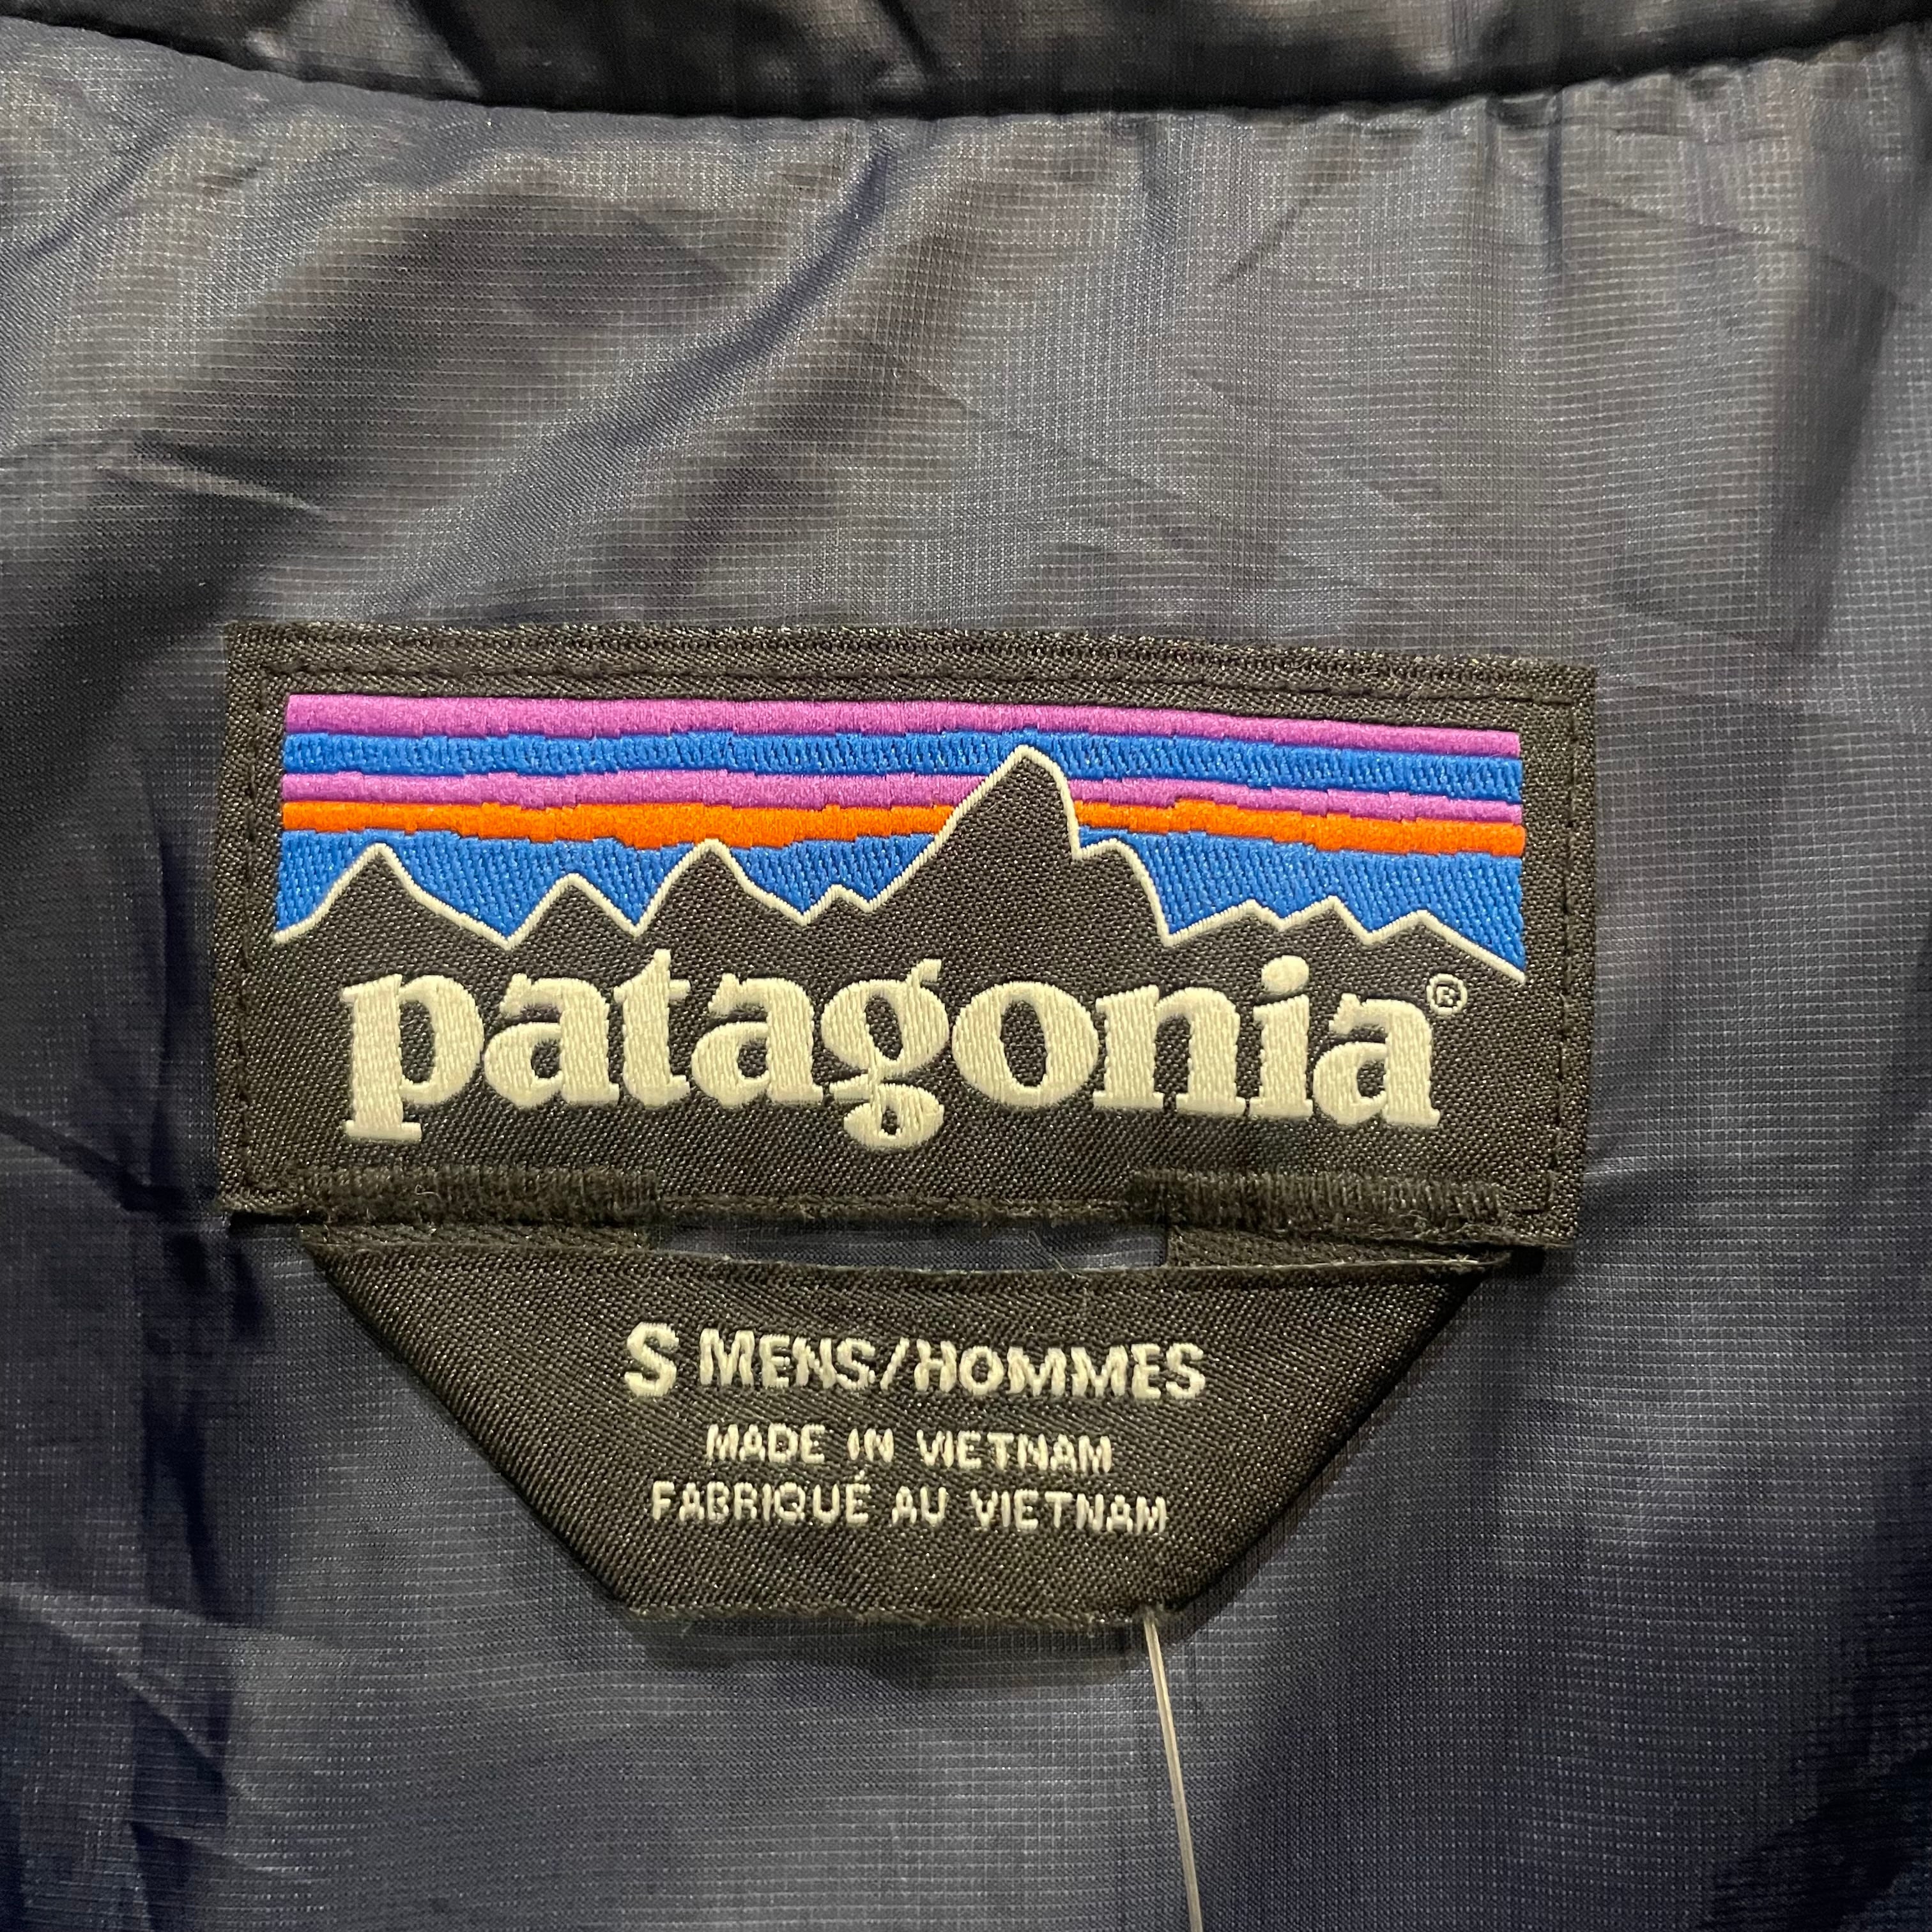 patagonia®
S MENS/HOMMES
MADE IN VIETNAM
FABRIQUÉ AU VIETNAM